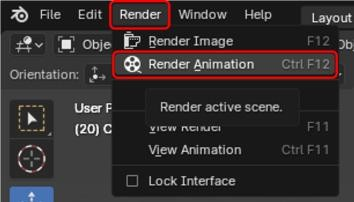 File Edit Render Window Help Layout
Render Image F12
Render Animation Ctrl F12
Orientation:
Render active scene.
User P
(20) C
View Render F11
View Animation Ctrl F11
Lock Interface